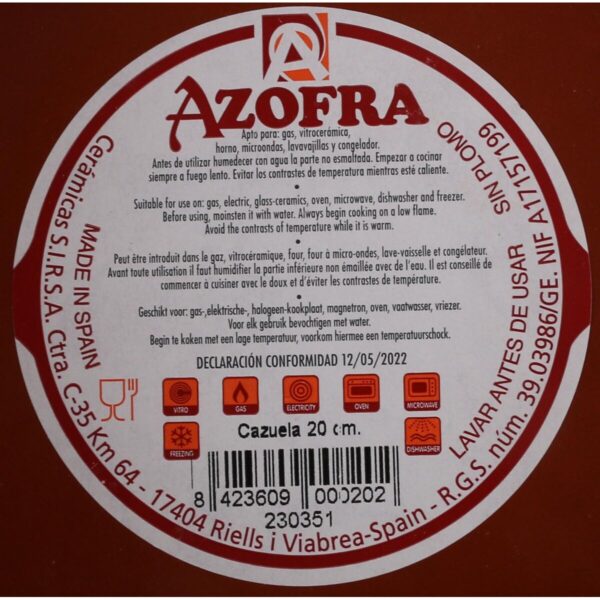 AZOFRA
Apto para: gas, vitrocerámica,
horno, microondas, lavavajillas y congelador.
Antes de utilizar humedecer con agua la parte no esmaltada. Empezar a cocinar
siempre a fuego lento. Evitar los contrastes de temperatura mientras esté caliente.
Suitable for use on: gas, electric, glass-ceramics, oven, microwave, dishwasher and freezer.
Before using, moinsten it with water. Always begin cooking on a low flame.
Avoid the contrasts of temperature while it is warm.
Peut être introduit dans le gaz, vitrocéramique, four, four à micro-ondes, lave-vaisselle et congélateur.
Avant toute utilisation il faut humidifier la partie inférieure non émaillée avec de l'eau. Il est conseillé de
commencer à cuisiner avec le doux et d'éviter les contrastes de température.
Geschikt voor: gas-,elektrische-, halogeen-kookplaat, magnetron, oven, vaatwasser, vriezer.
Voor elk gebruik bevochtigen met water.
Begin te koken met een lage temperatuur, voorkom hiermee een temperatuurschock.
DECLARACIÓN CONFORMIDAD 12/05/2022
VITRO
GAS
ELECTRICITY
OVEN
MICROWAVE
FREEZING
DISHWASHER
Cazuela 20 cm.
8 423609 000202
230351
MADE IN SPAIN
SIN PLOMO
LAVAR ANTES DE USAR
Cerámicas S.I.R.S.A. Ctra. C-35 Km 64 - 17404 Riells i Viabrea-Spain - R.G.S. núm. 39.03986/GE. NIF A17157199